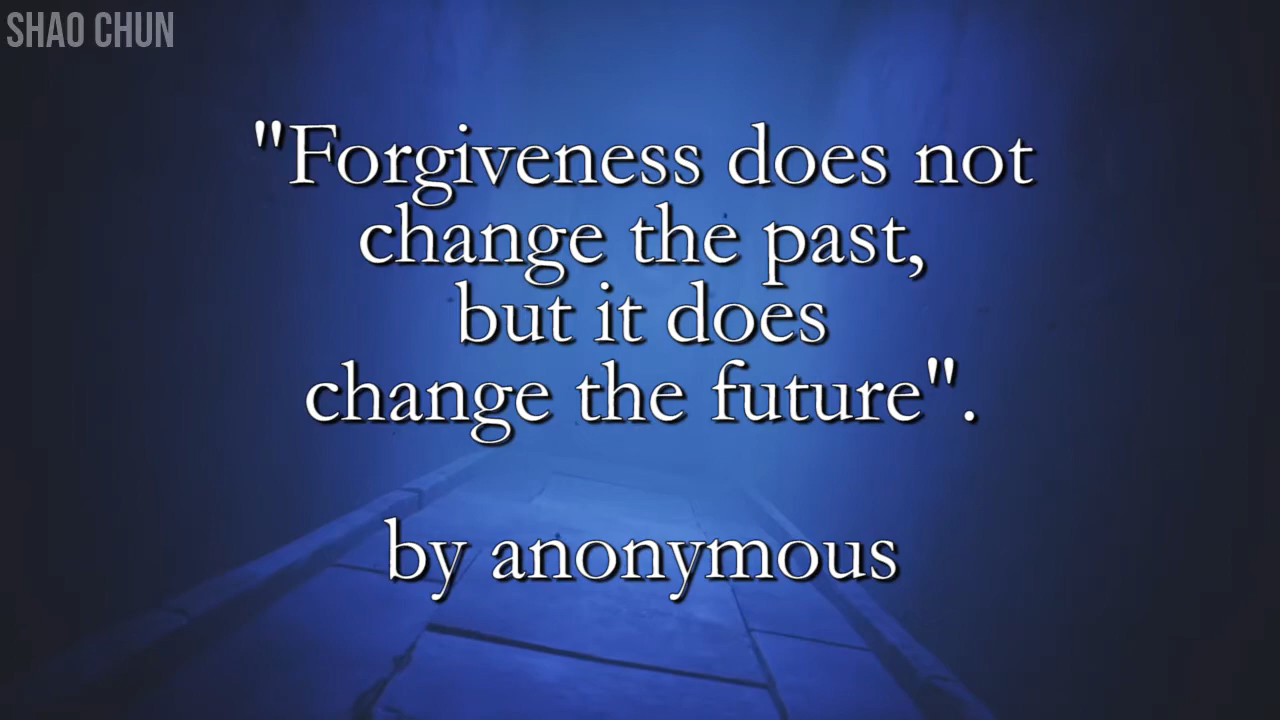 SHAO CHUN
"Forgiveness does not
change the past,
but it does
change the future".
by anonymous